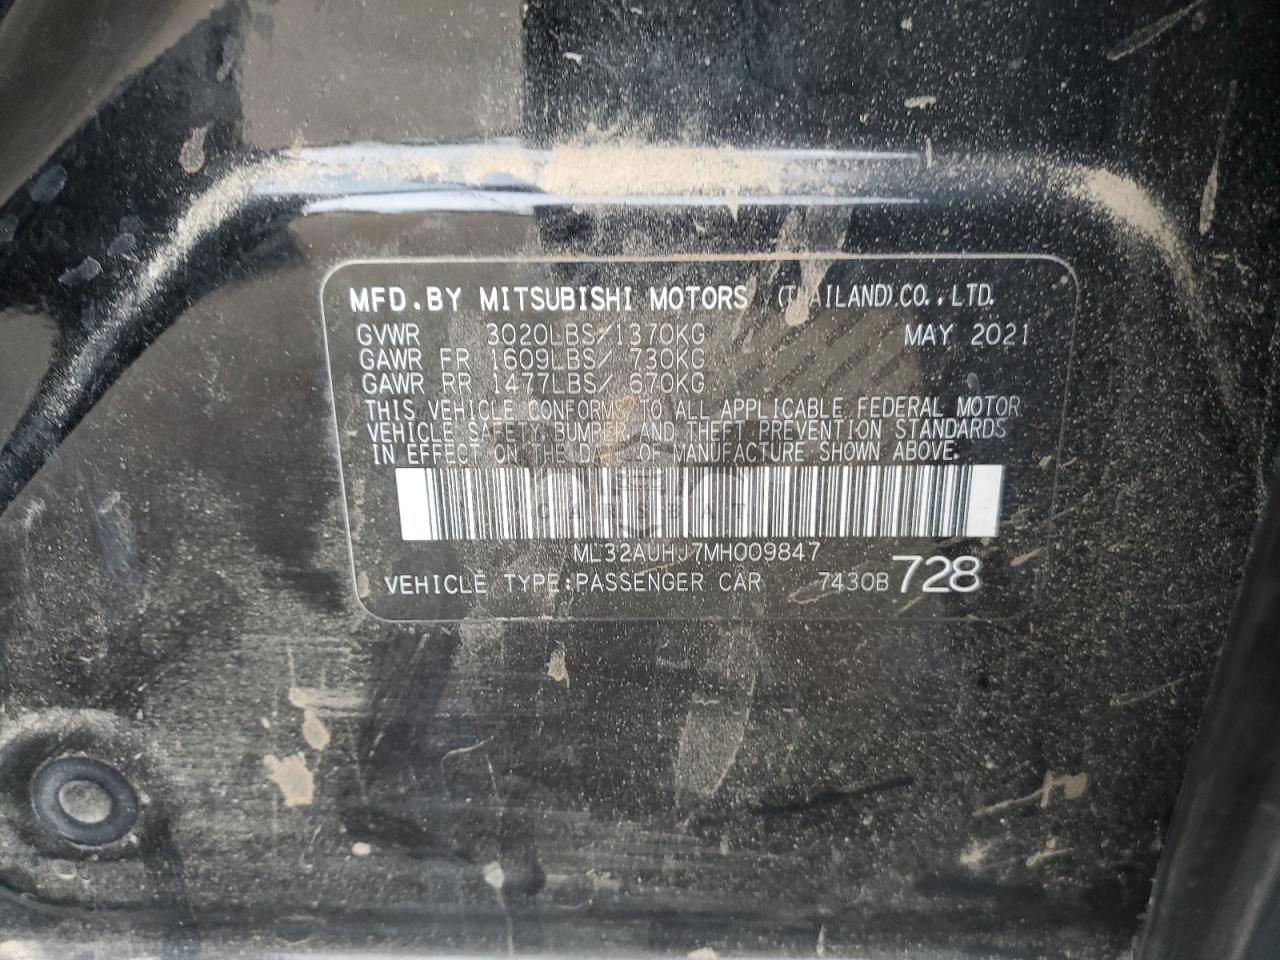 MFD.BY MITSUBISHI MOTORS (THAILAND)CO.,LTD.
GVWR 3020LBS/1370KG MAY 2021
GAWR FR 1609LBS/ 730KG
GAWR RR 1477LBS/ 670KG
THIS VEHICLE CONFORMS TO ALL APPLICABLE FEDERAL MOTOR
VEHICLE SAFETY BUMPER AND THEFT PREVENTION STANDARDS
IN EFFECT ON THE DATE OF MANUFACTURE SHOWN ABOVE.
ML32AUHJ7MH009847
VEHICLE TYPE:PASSENGER CAR 7430B 728